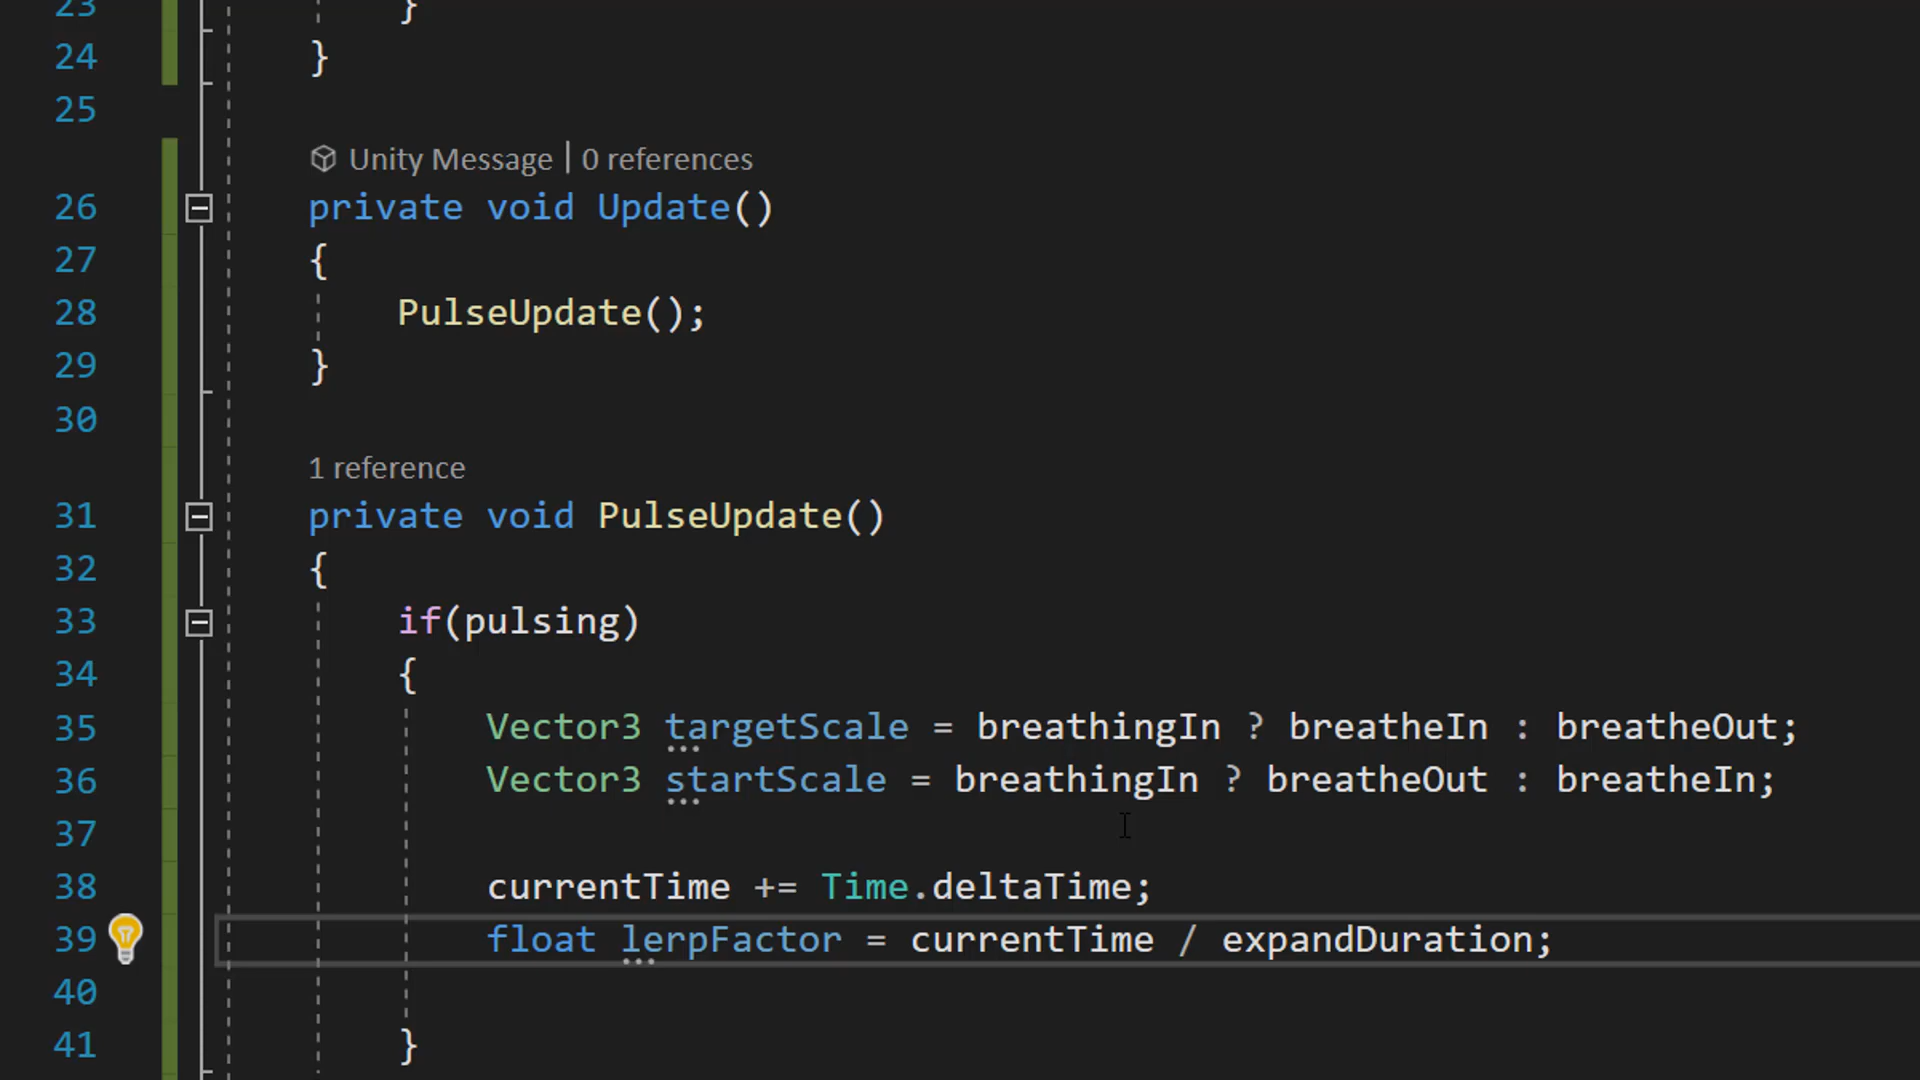 23 }
24 }
25
Unity Message | 0 references
26 private void Update()
27 {
28 PulseUpdate();
29 }
30
1 reference
31 private void PulseUpdate()
32 {
33 if(pulsing)
34 {
35 Vector3 targetScale = breathingIn ? breatheIn : breatheOut;
36 Vector3 startScale = breathingIn ? breatheOut : breatheIn;
37
38 currentTime += Time.deltaTime;
39 float lerpFactor = currentTime / expandDuration;
40
41 }